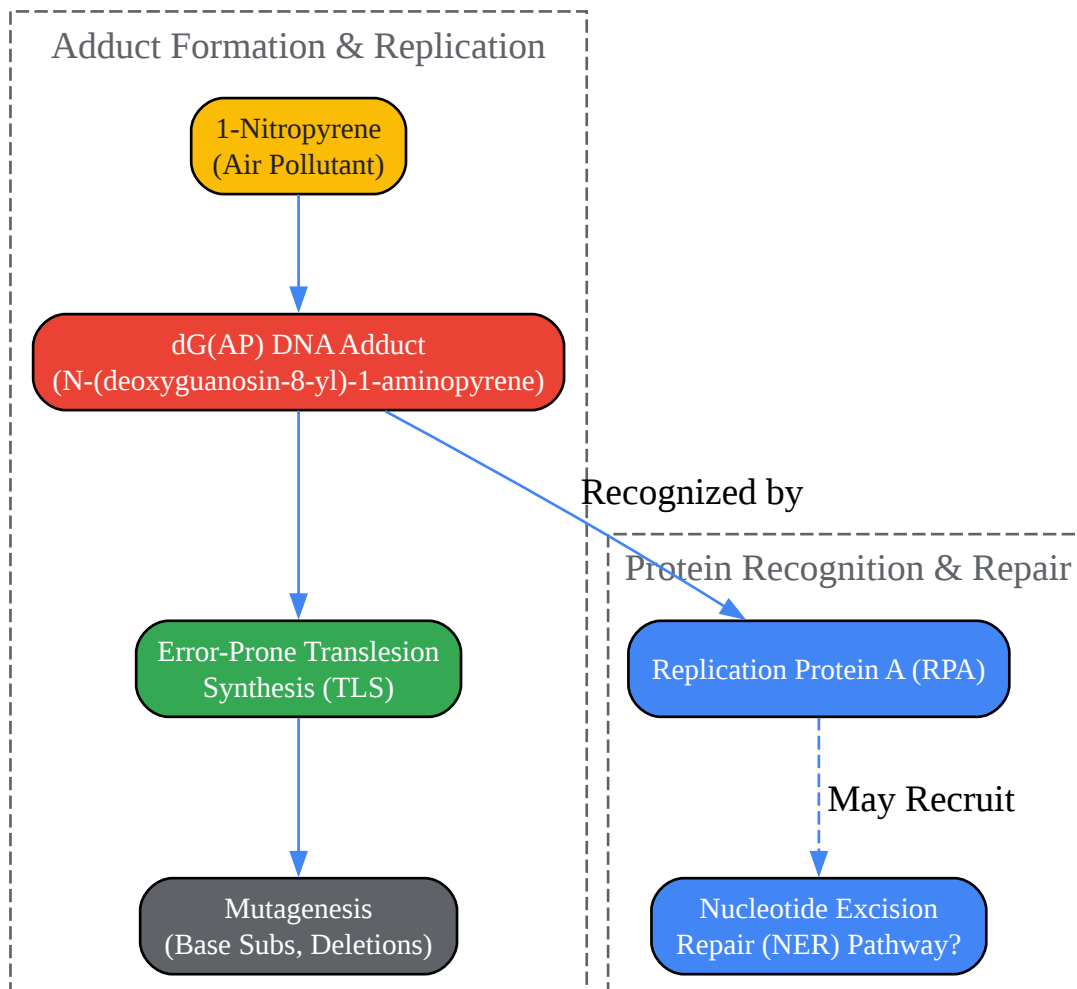 Adduct Formation & Replication
1-Nitropyrene
(Air Pollutant)
dG(AP) DNA Adduct
(N-(deoxyguanosin-8-yl)-1-aminopyrene)
Recognized by
Protein Recognition & Repair
Error-Prone Translesion
Synthesis (TLS)
Replication Protein A (RPA)
May Recruit
Mutagenesis
(Base Subs, Deletions)
Nucleotide Excision
Repair (NER) Pathway?